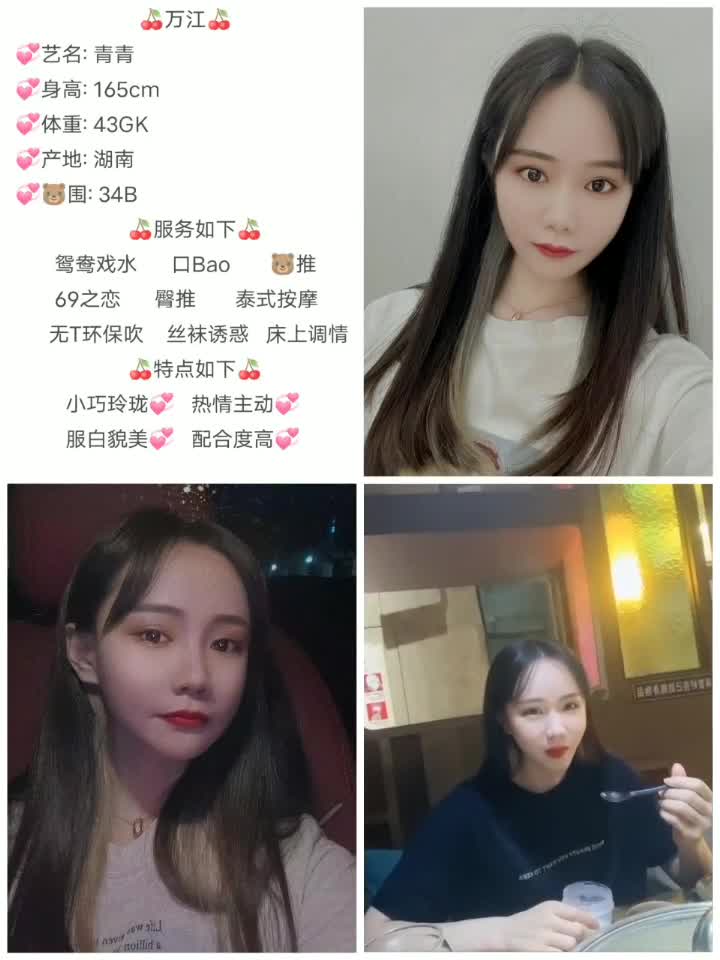 🍒万江🍒
💞艺名: 青青
💞身高: 165cm
💞体重: 43GK
💞产地: 湖南
💞🐻围: 34B
🍒服务如下🍒
鸳鸯戏水 口Bao 🐻推
69之恋 臀推 泰式按摩
无T环保吹 丝袜诱惑 床上调情
🍒特点如下🍒
小巧玲珑💞 热情主动💞
服白貌美💞 配合度高💞